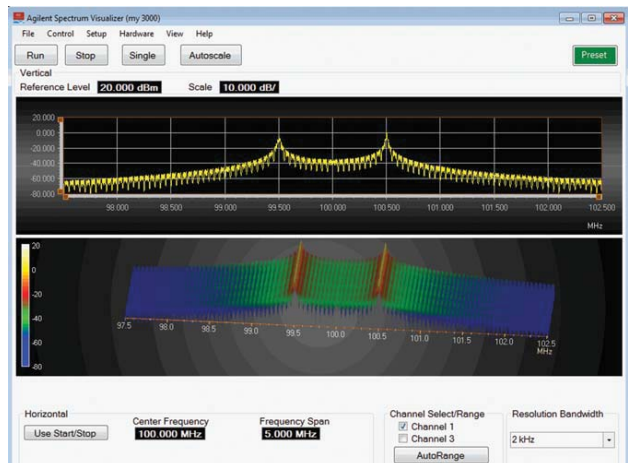 Agilent Spectrum Visualizer (my 3000)
File Control Setup Hardware View Help
Run Stop Single Autoscale Preset
Vertical
Reference Level 20.000 dBm Scale 10.000 dB/
20.000
0.000
-20.000
-40.000
-60.000
-80.000
98.000 98.500 99.000 99.500 100.000 100.500 101.000 101.500 102.000 102.500
MHz
20
0
-20
-40
-60
-80
97.5 98.0 98.5 99.0 99.5 100.0 100.5 101.0 101.5 102.0 102.5
MHz
Horizontal
Use Start/Stop
Center Frequency
100.000 MHz
Frequency Span
5.000 MHz
Channel Select/Range
Channel 1
Channel 3
AutoRange
Resolution Bandwidth
2 kHz